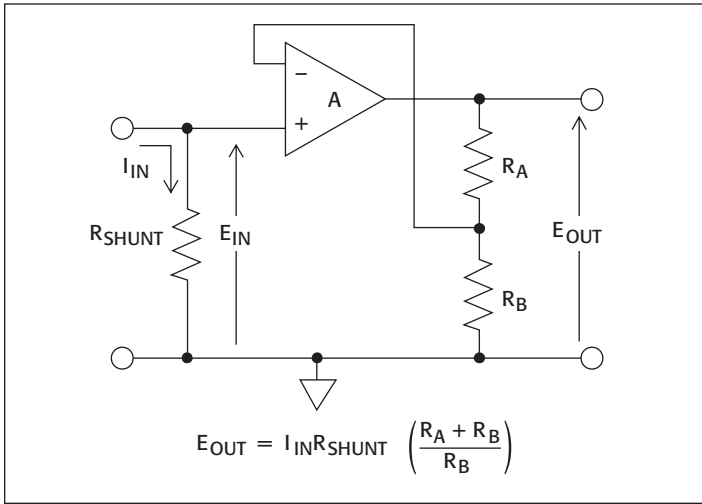 −
A
+
I_IN
R_SHUNT
E_IN
R_A
R_B
E_OUT
E_OUT = I_IN R_SHUNT ((R_A + R_B) / R_B)